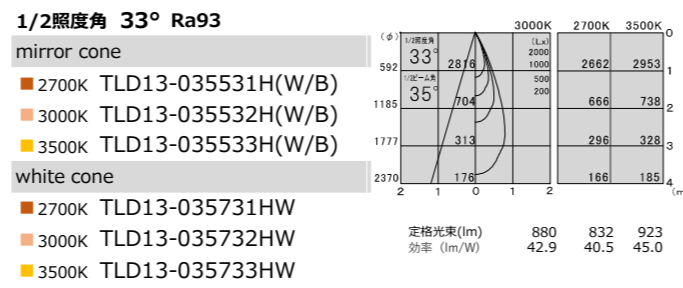 1/2照度角 33° Ra93
mirror cone
2700K TLD13-035531H(W/B)
3000K TLD13-035532H(W/B)
3500K TLD13-035533H(W/B)
white cone
2700K TLD13-035731HW
3000K TLD13-035732HW
3500K TLD13-035733HW
3000K 2700K 3500K
(φ) 1/2照度角 33° (Lx) 0
2000
592 2816 1000 2662 2953 1
1/2ビーム角 35° 500
200
1185 704 666 738 2
1777 313 296 328 3
2370 176 166 185 4
2 1 0 1 2 (m
定格光束(lm) 880 832 923
効率（lm/W) 42.9 40.5 45.0